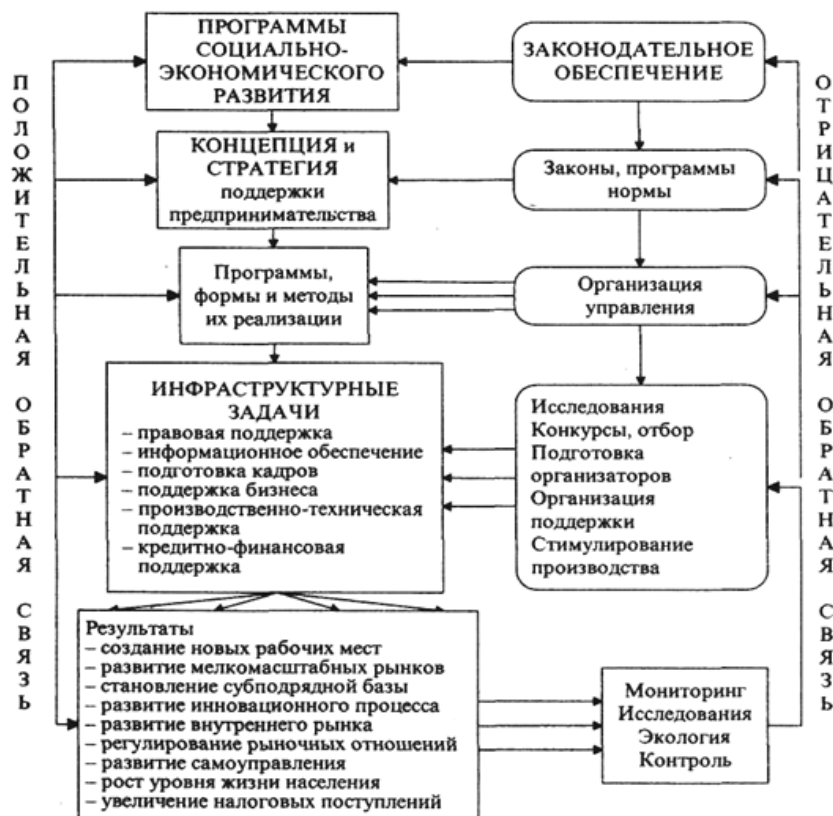 ПРОГРАММЫ
СОЦИАЛЬНО-
ЭКОНОМИЧЕСКОГО
РАЗВИТИЯ
ЗАКОНОДАТЕЛЬНОЕ
ОБЕСПЕЧЕНИЕ
ПОЛОЖИТЕЛЬНАЯ ОБРАТНАЯ СВЯЗЬ
ОТРИЦАТЕЛЬНАЯ ОБРАТНАЯ СВЯЗЬ
КОНЦЕПЦИЯ и
СТРАТЕГИЯ
поддержки
предпринимательства
Законы, программы
нормы
Программы,
формы и методы
их реализации
Организация
управления
ИНФРАСТРУКТУРНЫЕ
ЗАДАЧИ
– правовая поддержка
– информационное обеспечение
– подготовка кадров
– поддержка бизнеса
– производственно-техническая
поддержка
– кредитно-финансовая
поддержка
Исследования
Конкурсы, отбор
Подготовка
организаторов
Организация
поддержки
Стимулирование
производства
Результаты
– создание новых рабочих мест
– развитие мелкомасштабных рынков
– становление субподрядной базы
– развитие инновационного процесса
– развитие внутреннего рынка
– регулирование рыночных отношений
– развитие самоуправления
– рост уровня жизни населения
– увеличение налоговых поступлений
Мониторинг
Исследования
Экология
Контроль